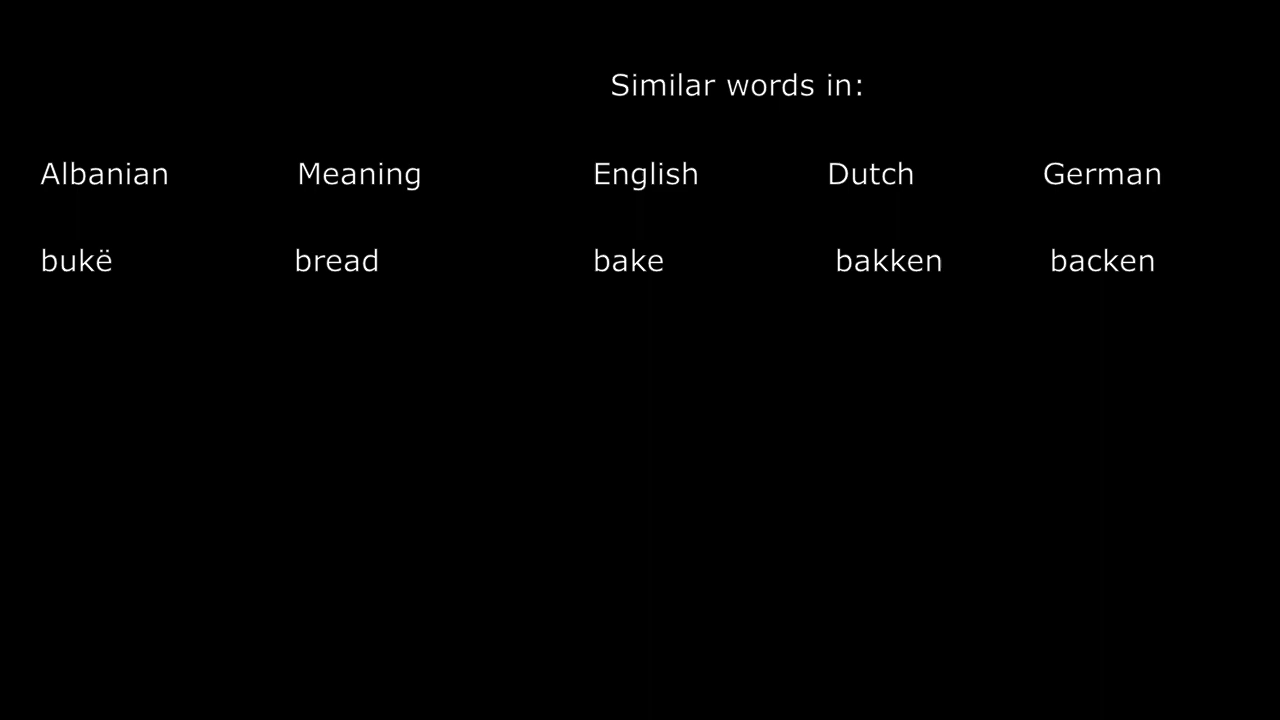 Similar words in:
Albanian Meaning English Dutch German
bukë bread bake bakken backen